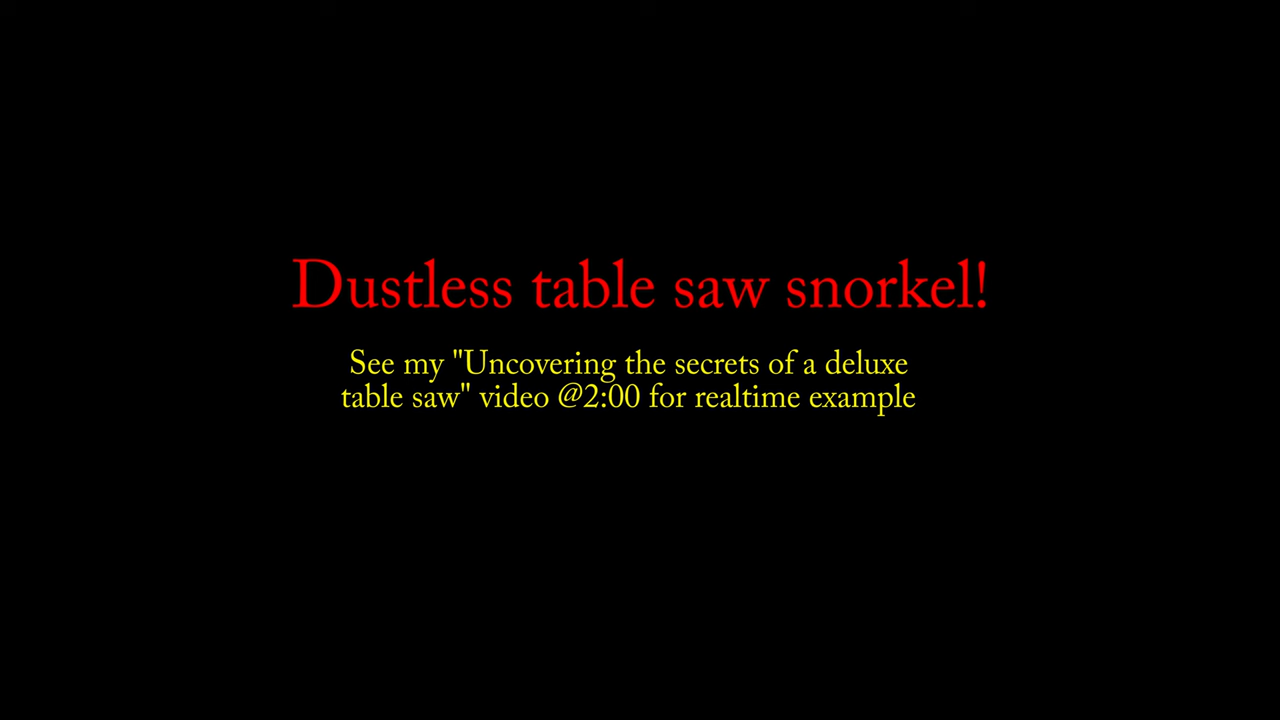 Dustless table saw snorkel!
See my "Uncovering the secrets of a deluxe
table saw" video @2:00 for realtime example